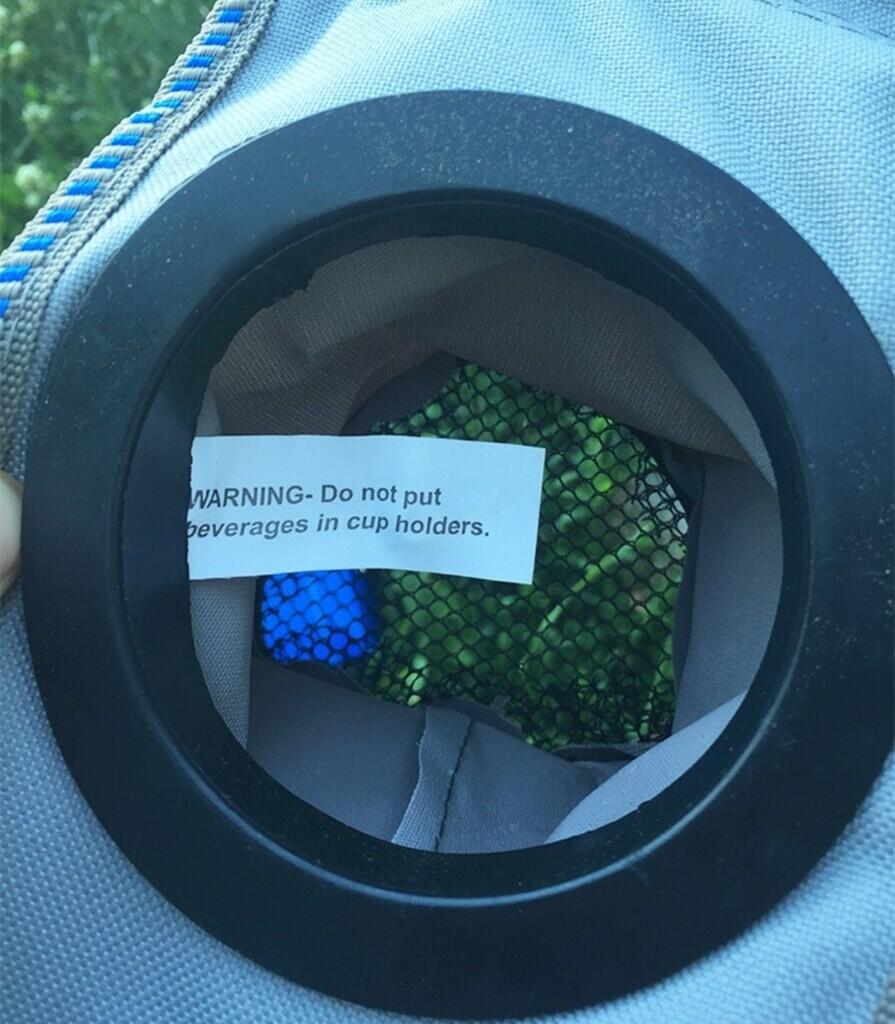 WARNING- Do not put
beverages in cup holders.